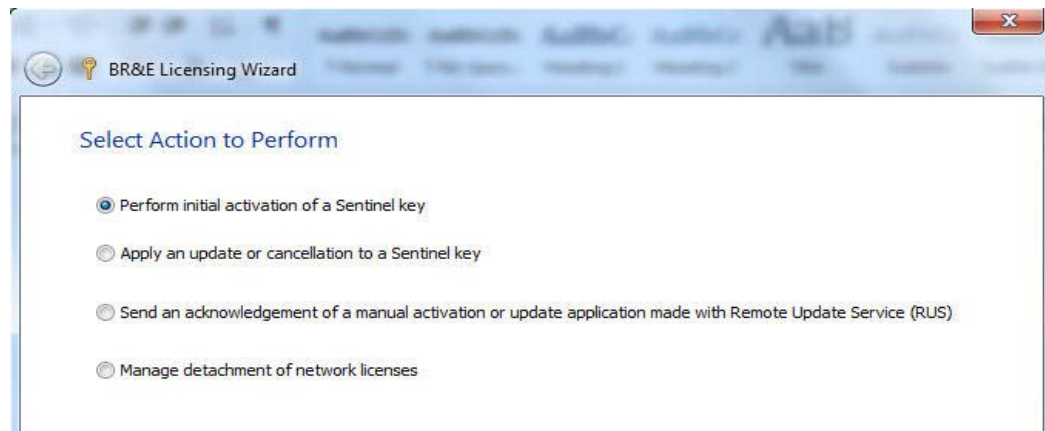 BR&E Licensing Wizard
Select Action to Perform
Perform initial activation of a Sentinel key
Apply an update or cancellation to a Sentinel key
Send an acknowledgement of a manual activation or update application made with Remote Update Service (RUS)
Manage detachment of network licenses